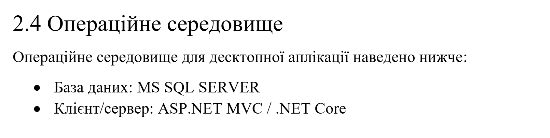 2.4 Операційне середовище
Операційне середовище для десктопної аплікації наведено нижче:
• База даних: MS SQL SERVER
• Клієнт/сервер: ASP.NET MVC / .NET Core